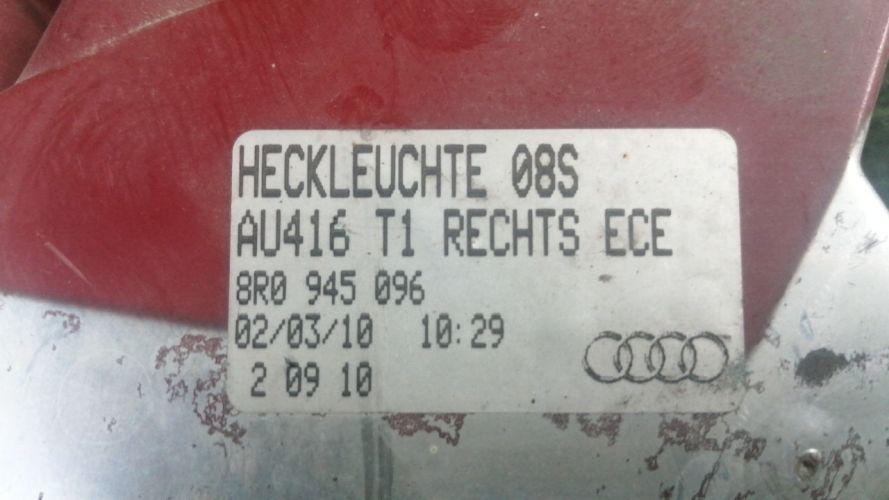 HECKLEUCHTE 08S
AU416 T1 RECHTS ECE
8R0 945 096
02/03/10 10:29
2 09 10